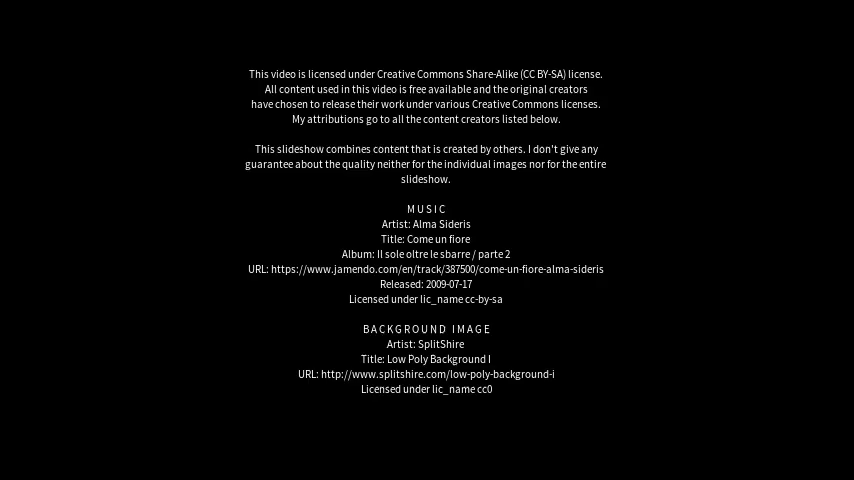 This video is licensed under Creative Commons Share-Alike (CC BY-SA) license.
All content used in this video is free available and the original creators
have chosen to release their work under various Creative Commons licenses.
My attributions go to all the content creators listed below.
This slideshow combines content that is created by others. I don't give any
guarantee about the quality neither for the individual images nor for the entire
slideshow.
MUSIC
Artist: Alma Sideris
Title: Come un fiore
Album: Il sole oltre le sbarre / parte 2
URL: https://www.jamendo.com/en/track/387500/come-un-fiore-alma-sideris
Released: 2009-07-17
Licensed under lic_name cc-by-sa
BACKGROUND IMAGE
Artist: SplitShire
Title: Low Poly Background I
URL: http://www.splitshire.com/low-poly-background-i
Licensed under lic_name cc0